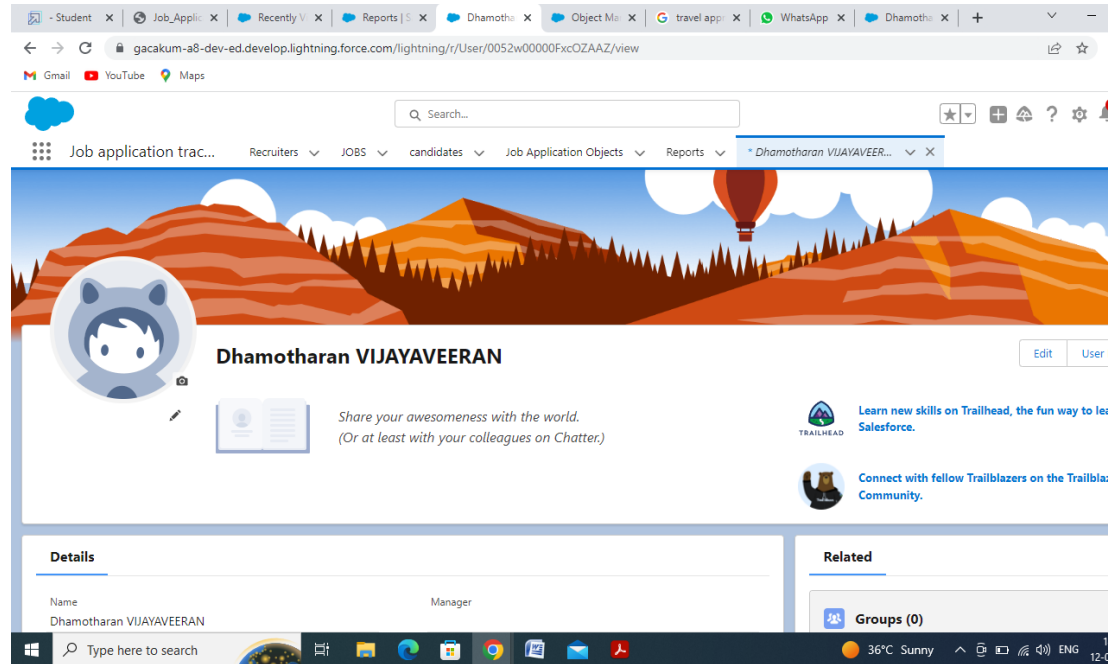 - Student
Job_Applic
Recently V
Reports | S
Dhamotha
Object Ma
travel appr
WhatsApp
Dhamotha
gacakum-a8-dev-ed.develop.lightning.force.com/lightning/r/User/0052w00000FxcOZAAZ/view
Gmail YouTube Maps
Search...
Job application trac... Recruiters JOBS candidates Job Application Objects Reports * Dhamotharan VIJAYAVEER...
Dhamotharan VIJAYAVEERAN
Edit User
Share your awesomeness with the world.
(Or at least with your colleagues on Chatter.)
TRAILHEAD
Learn new skills on Trailhead, the fun way to lea
Salesforce.
Connect with fellow Trailblazers on the Trailblaz
Community.
Details
Related
Name Manager
Dhamotharan VIJAYAVEERAN
Groups (0)
Type here to search
36°C Sunny
ENG